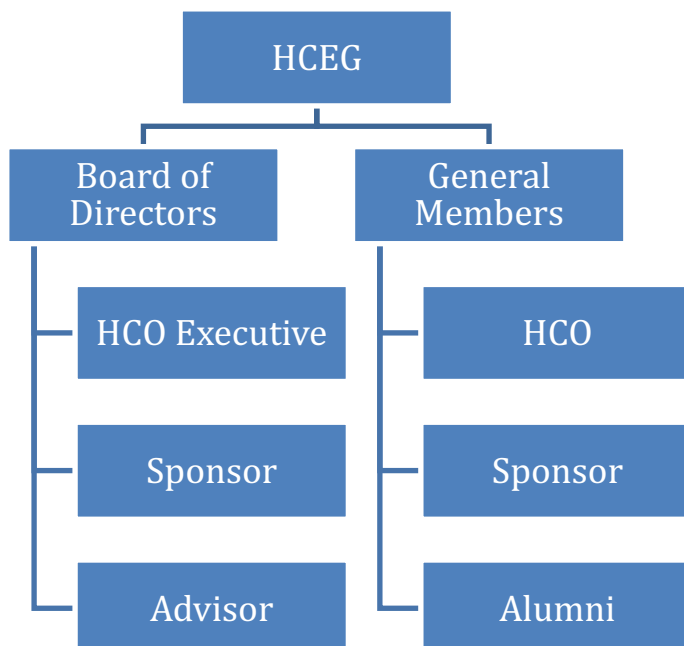 HCEG
Board of
Directors
General
Members
HCO Executive
HCO
Sponsor
Sponsor
Advisor
Alumni